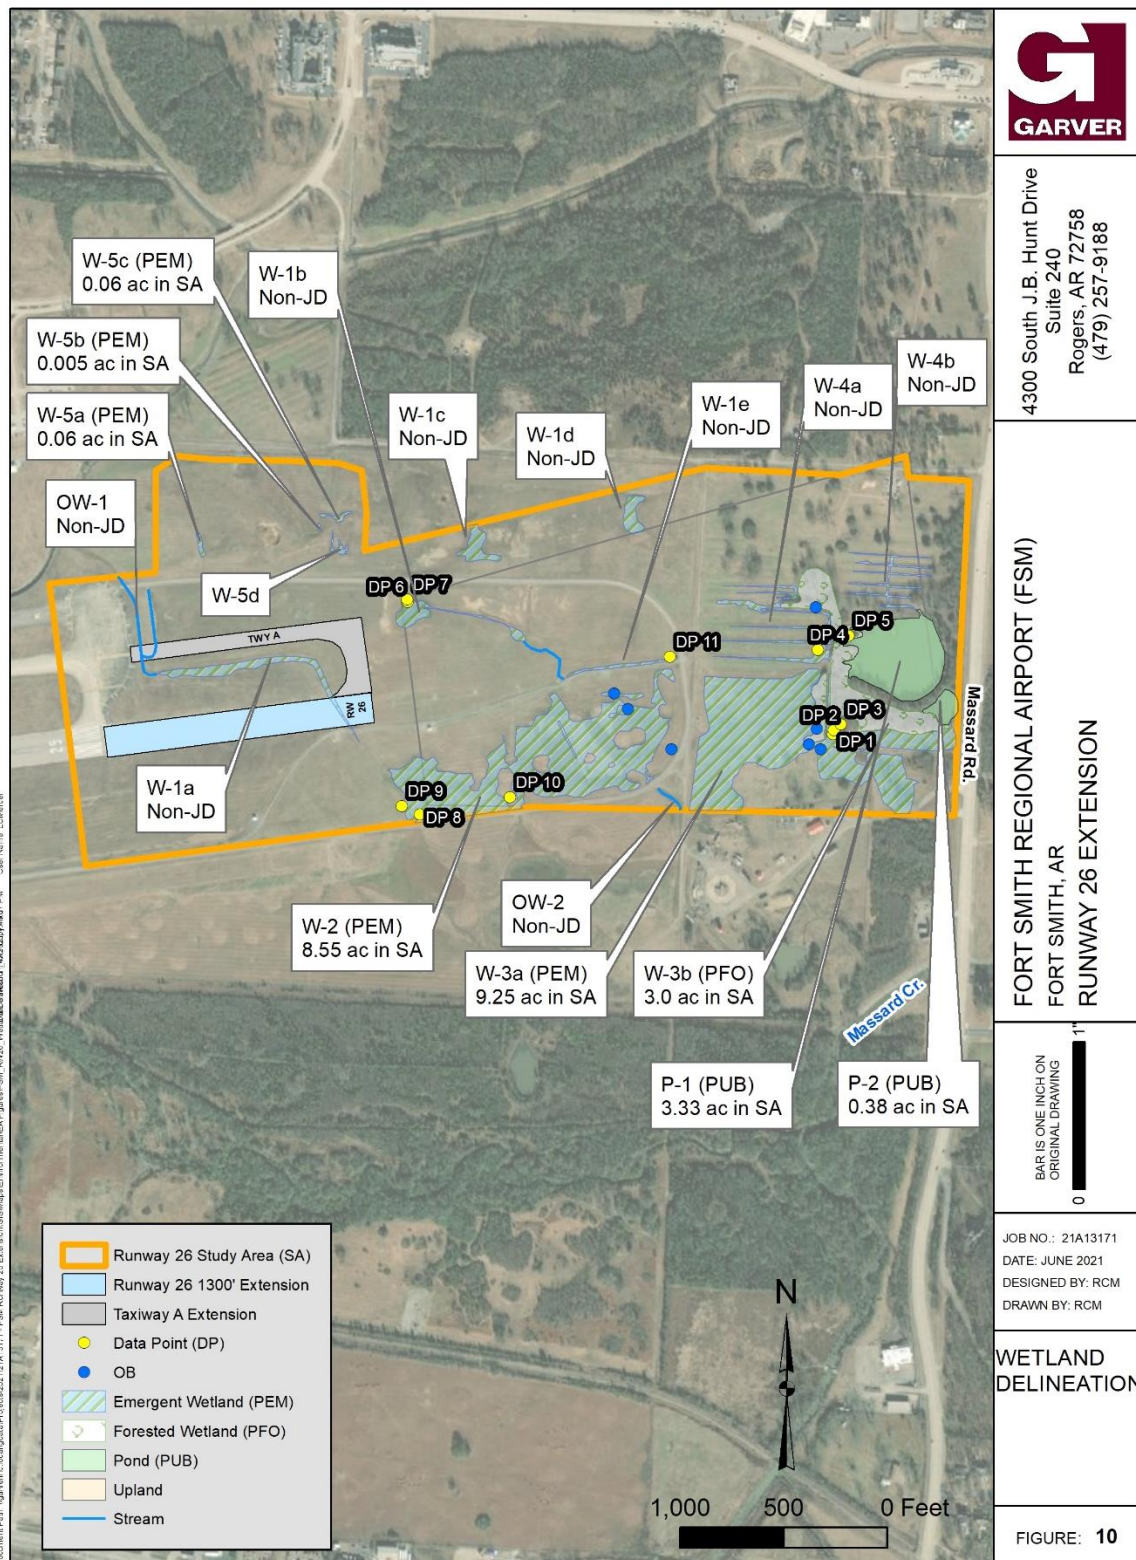 W-5c (PEM)
0.06 ac in SA
W-1b
Non-JD
W-5b (PEM)
0.005 ac in SA
W-5a (PEM)
0.06 ac in SA
W-1c
Non-JD
W-1d
Non-JD
W-1e
Non-JD
W-4a
Non-JD
W-4b
Non-JD
OW-1
Non-JD
W-5d
DP 6
DP 7
DP 11
DP 4
DP 5
DP 2
DP 3
DP 1
DP 9
DP 10
DP 8
TWY A
RW
26
W-1a
Non-JD
Massard Rd.
W-2 (PEM)
8.55 ac in SA
OW-2
Non-JD
W-3a (PEM)
9.25 ac in SA
W-3b (PFO)
3.0 ac in SA
Massard Cr.
P-1 (PUB)
3.33 ac in SA
P-2 (PUB)
0.38 ac in SA
Runway 26 Study Area (SA)
Runway 26 1300' Extension
Taxiway A Extension
Data Point (DP)
OB
Emergent Wetland (PEM)
Forested Wetland (PFO)
Pond (PUB)
Upland
Stream
N
1,000 500 0 Feet
G
GARVER
4300 South J.B. Hunt Drive
Suite 240
Rogers, AR 72758
(479) 257-9188
FORT SMITH REGIONAL AIRPORT (FSM)
FORT SMITH, AR
RUNWAY 26 EXTENSION
BAR IS ONE INCH ON
ORIGINAL DRAWING
0 1"
JOB NO.: 21A13171
DATE: JUNE 2021
DESIGNED BY: RCM
DRAWN BY: RCM
WETLAND
DELINEATION
FIGURE: 10